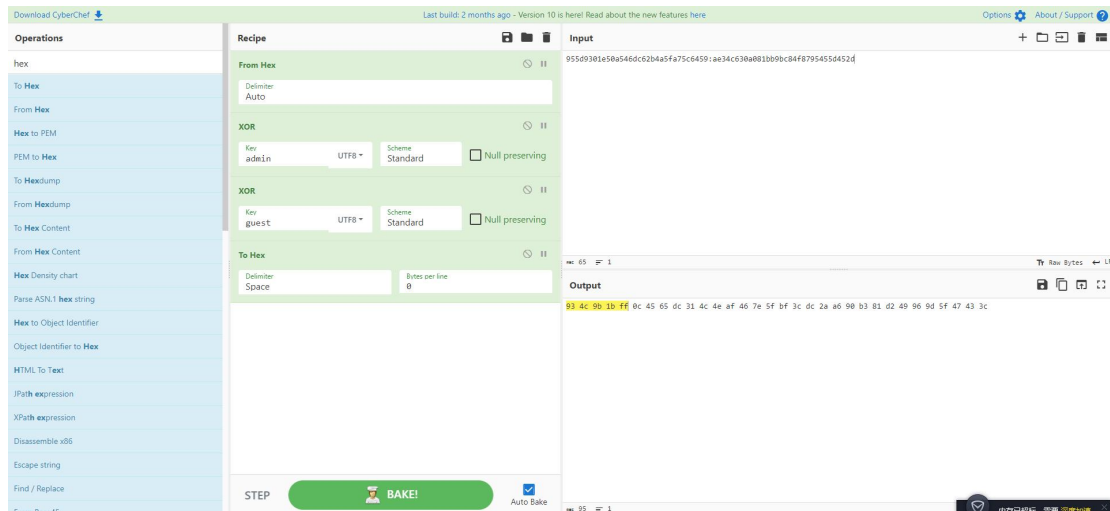 Download CyberChef
Last build: 2 months ago - Version 10 is here! Read about the new features here
Options
About / Support
Operations
hex
To Hex
From Hex
Hex to PEM
PEM to Hex
To Hexdump
From Hexdump
To Hex Content
From Hex Content
Hex Density chart
Parse ASN.1 hex string
Hex to Object Identifier
Object Identifier to Hex
HTML To Text
JPath expression
XPath expression
Disassemble x86
Escape string
Find / Replace
Recipe
From Hex
Delimiter
Auto
XOR
Key
admin
UTF8
Scheme
Standard
Null preserving
XOR
Key
guest
UTF8
Scheme
Standard
Null preserving
To Hex
Delimiter
Space
Bytes per line
0
STEP
BAKE!
Auto Bake
Input
955d9301e50a546dc62b4a5fa75c6459:ae34c630a081bb9bc84f8795455d452d
65
1
Raw Bytes
Output
93 4c 9b 1b ff 0c 45 65 dc 31 4c 4e af 46 7e 5f bf 3c dc 2a a6 90 b3 81 d2 49 96 9d 5f 47 43 3c
95
1